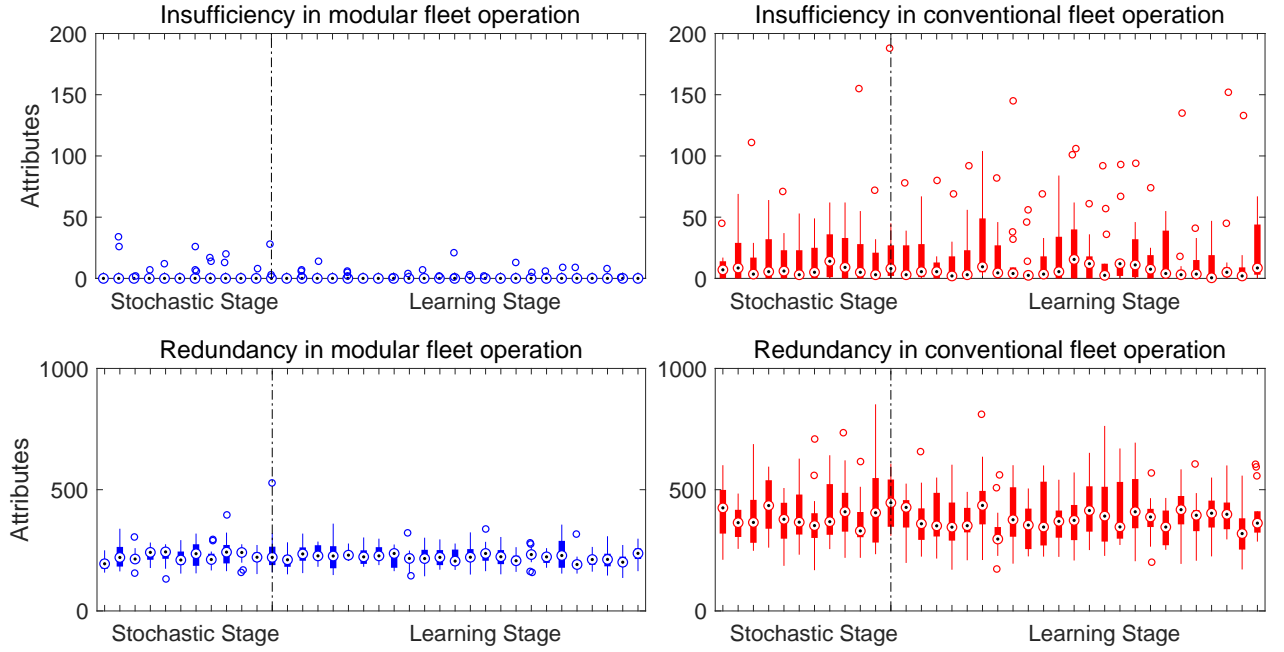 Insufficiency in modular fleet operation
Insufficiency in conventional fleet operation
200
150
100
50
0
Attributes
Stochastic Stage
Learning Stage
200
150
100
50
0
Stochastic Stage
Learning Stage
Redundancy in modular fleet operation
Redundancy in conventional fleet operation
1000
500
0
Attributes
Stochastic Stage
Learning Stage
1000
500
0
Stochastic Stage
Learning Stage